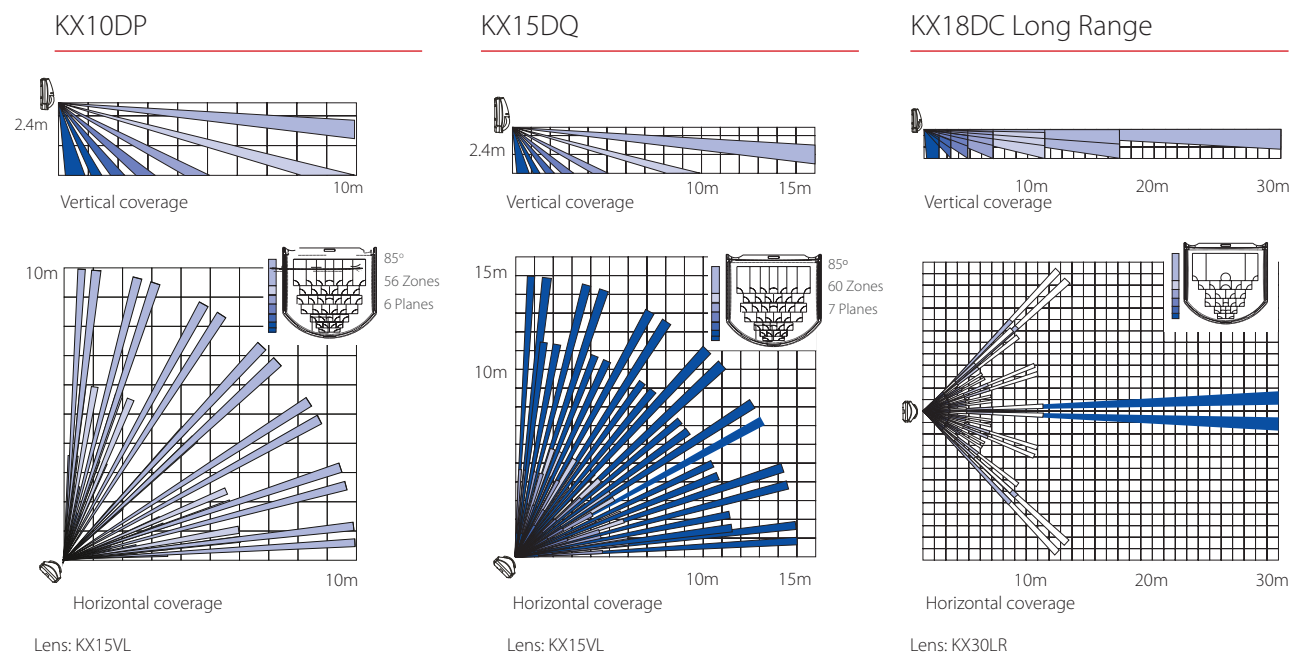 KX10DP
2.4m
10m
Vertical coverage
10m
85º
56 Zones
6 Planes
10m
Horizontal coverage
Lens: KX15VL
KX15DQ
2.4m
10m
15m
Vertical coverage
15m
10m
85º
60 Zones
7 Planes
10m
15m
Horizontal coverage
Lens: KX15VL
KX18DC Long Range
10m
20m
30m
Vertical coverage
10m
20m
30m
Horizontal coverage
Lens: KX30LR